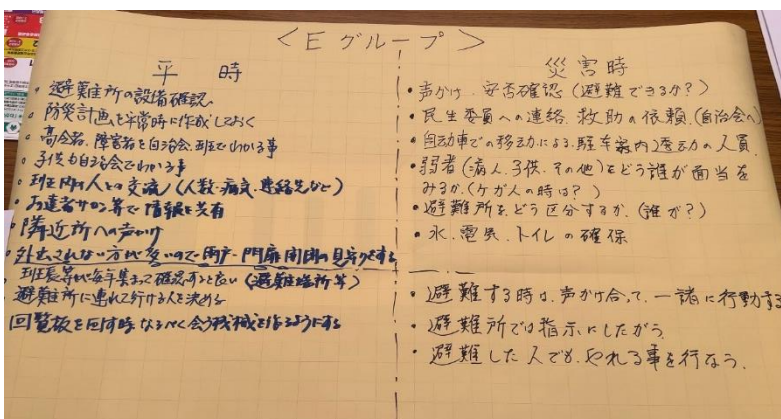 ＜Eグループ＞
平時
・避難所の設備確認
・防災計画を平常時に作成しておく
・高令者、障害者を自治会、班でわかる事
・子供も自治会でわかる事
・班内の人との交流（人数・病気、連絡先など）
・お達者サロン等で情報を共有
・隣近所への声かけ
・外出されない方が多いので雨戸・門扉開閉の見守りをする
班長等が毎年集まって確認すると良い（避難場所等）
避難所に連れて行ける人を決める
回覧板を回す時なるべく会う機械を作るようにする
災害時
・声かけ、安否確認（避難できるか？）
・民生委員への連絡、救助の依頼（自治会へ）
・自動車での移動による、駐車案内、移動の人員
・弱者（病人、子供、その他）をどう誰が面当を
みるか（ケガ人の時は？）
・避難所をどう区分するか、（誰が？）
・水、電気、トイレの確保
・避難する時は、声かけ合って、一諸に行動する
・避難所では指示にしたがう
・避難した人でも、やれる事を行なう。